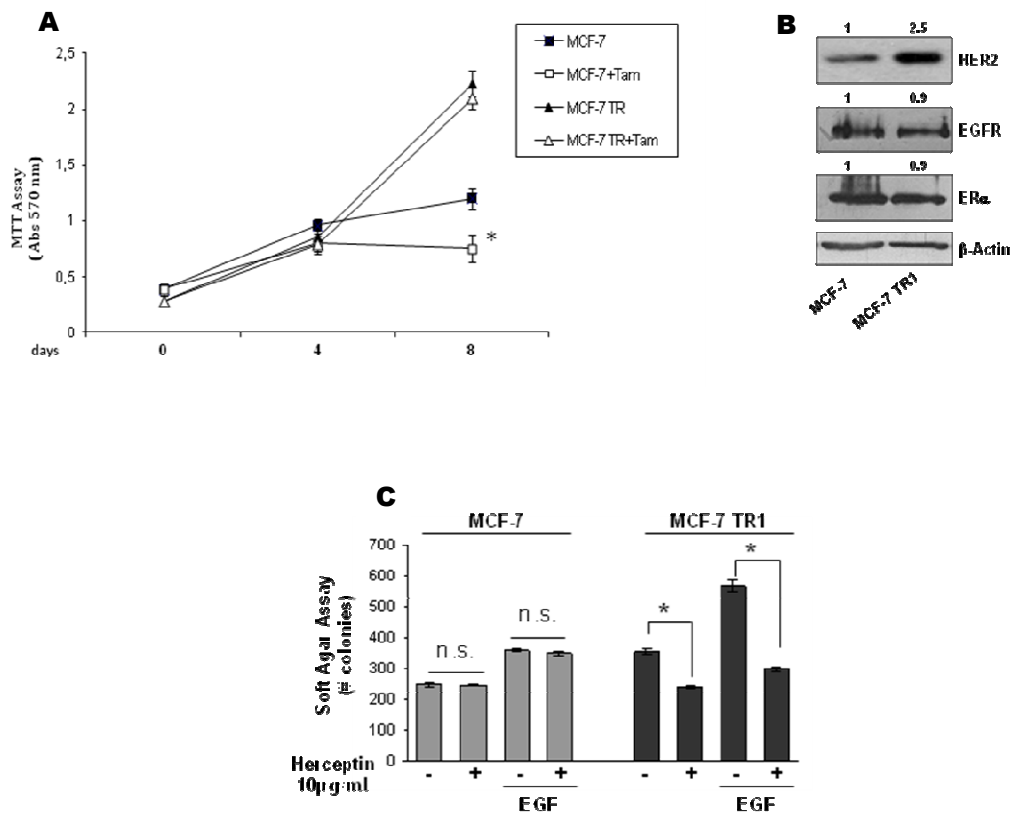 A
2,5
2
1,5
1
0,5
0
MTT Assay
(Abs 570 nm)
days
0
4
8
*
MCF-7
MCF-7+Tam
MCF-7 TR
MCF-7 TR+Tam
B
1 2.5
HER2
1 0.9
EGFR
1 0.9
ERα
β-Actin
MCF-7
MCF-7 TR1
C
MCF-7
MCF-7 TR1
700
600
500
400
300
200
100
0
Soft Agar Assay
(# colonies)
n.s.
n.s.
*
*
Herceptin
10µg/ml
- + - + - + - +
EGF
EGF